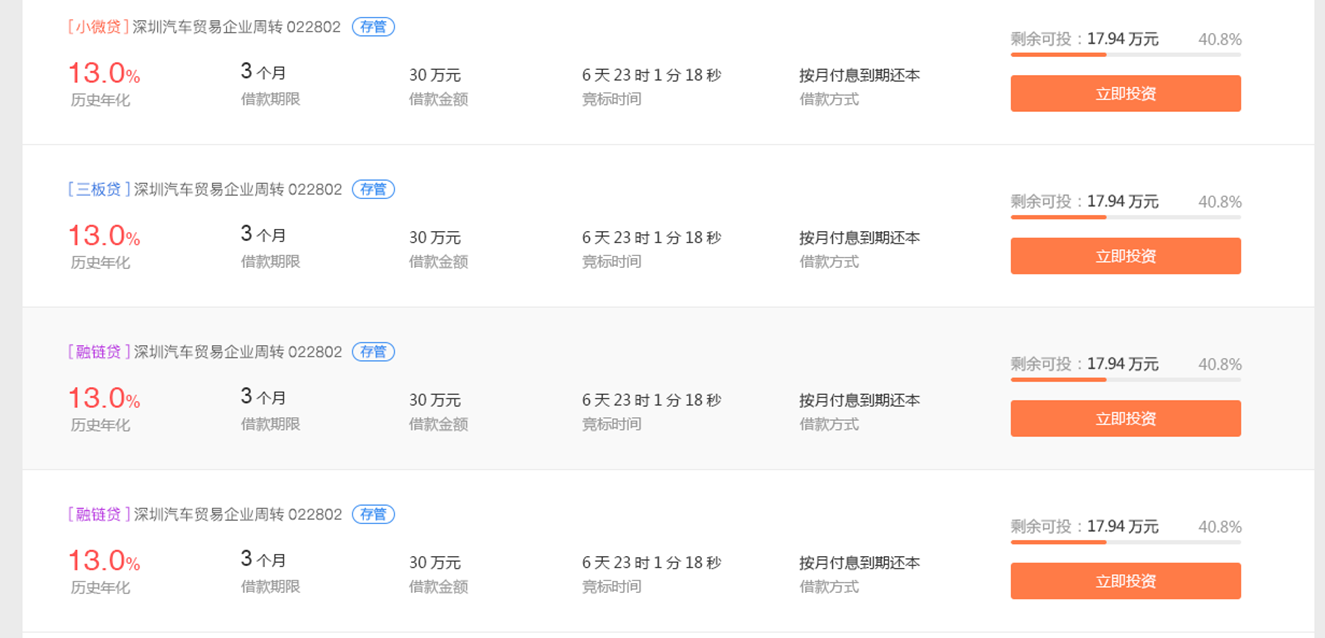 [小微贷] 深圳汽车贸易企业周转 022802 存管
剩余可投：17.94 万元 40.8%
13.0% 3 个月 30 万元 6 天 23 时 1 分 18 秒 按月付息到期还本
历史年化 借款期限 借款金额 竞标时间 借款方式 立即投资
[三板贷] 深圳汽车贸易企业周转 022802 存管
剩余可投：17.94 万元 40.8%
13.0% 3 个月 30 万元 6 天 23 时 1 分 18 秒 按月付息到期还本
历史年化 借款期限 借款金额 竞标时间 借款方式 立即投资
[融链贷] 深圳汽车贸易企业周转 022802 存管
剩余可投：17.94 万元 40.8%
13.0% 3 个月 30 万元 6 天 23 时 1 分 18 秒 按月付息到期还本
历史年化 借款期限 借款金额 竞标时间 借款方式 立即投资
[融链贷] 深圳汽车贸易企业周转 022802 存管
剩余可投：17.94 万元 40.8%
13.0% 3 个月 30 万元 6 天 23 时 1 分 18 秒 按月付息到期还本
历史年化 借款期限 借款金额 竞标时间 借款方式 立即投资